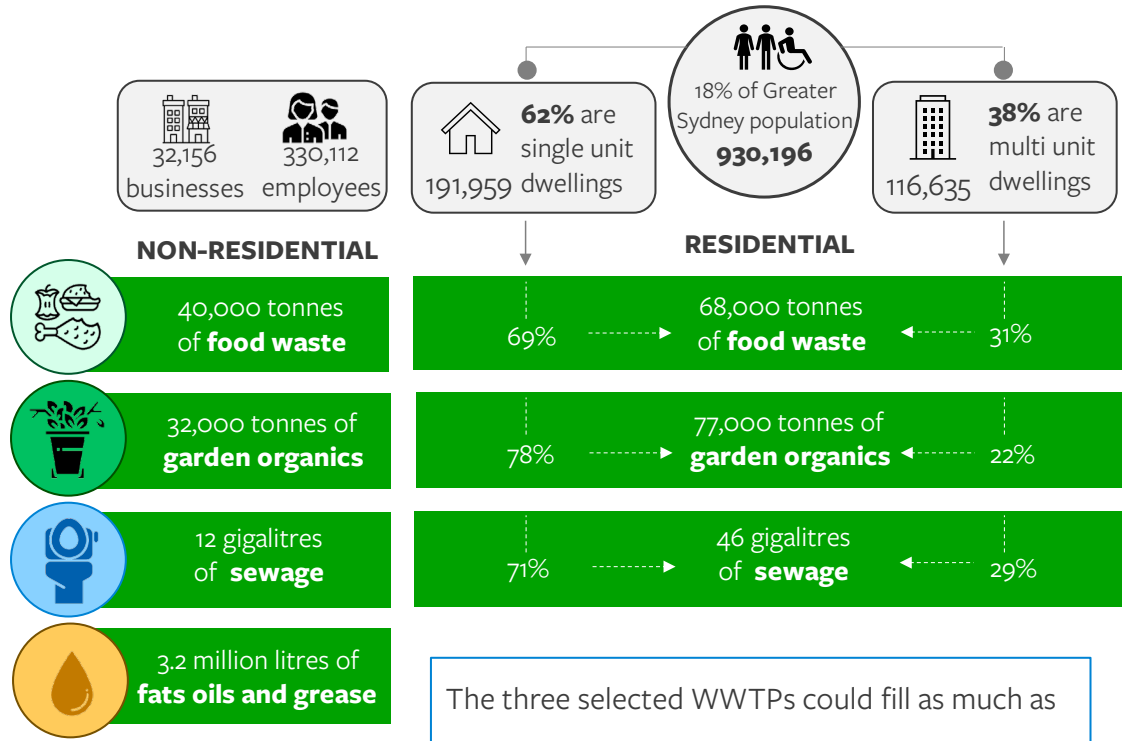 18% of Greater
Sydney population
930,196
32,156
businesses
330,112
employees
62% are
single unit
dwellings
191,959
38% are
multi unit
dwellings
116,635
NON-RESIDENTIAL
RESIDENTIAL
40,000 tonnes
of food waste
69%
68,000 tonnes
of food waste
31%
32,000 tonnes of
garden organics
78%
77,000 tonnes of
garden organics
22%
12 gigalitres
of sewage
71%
46 gigalitres
of sewage
29%
3.2 million litres of
fats oils and grease
The three selected WWTPs could fill as much as